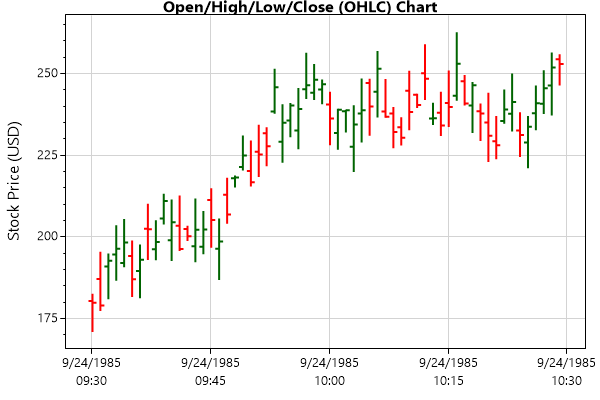 Open/High/Low/Close (OHLC) Chart
Stock Price (USD)
250
225
200
175
9/24/1985 9/24/1985 9/24/1985 9/24/1985 9/24/1985
09:30 09:45 10:00 10:15 10:30